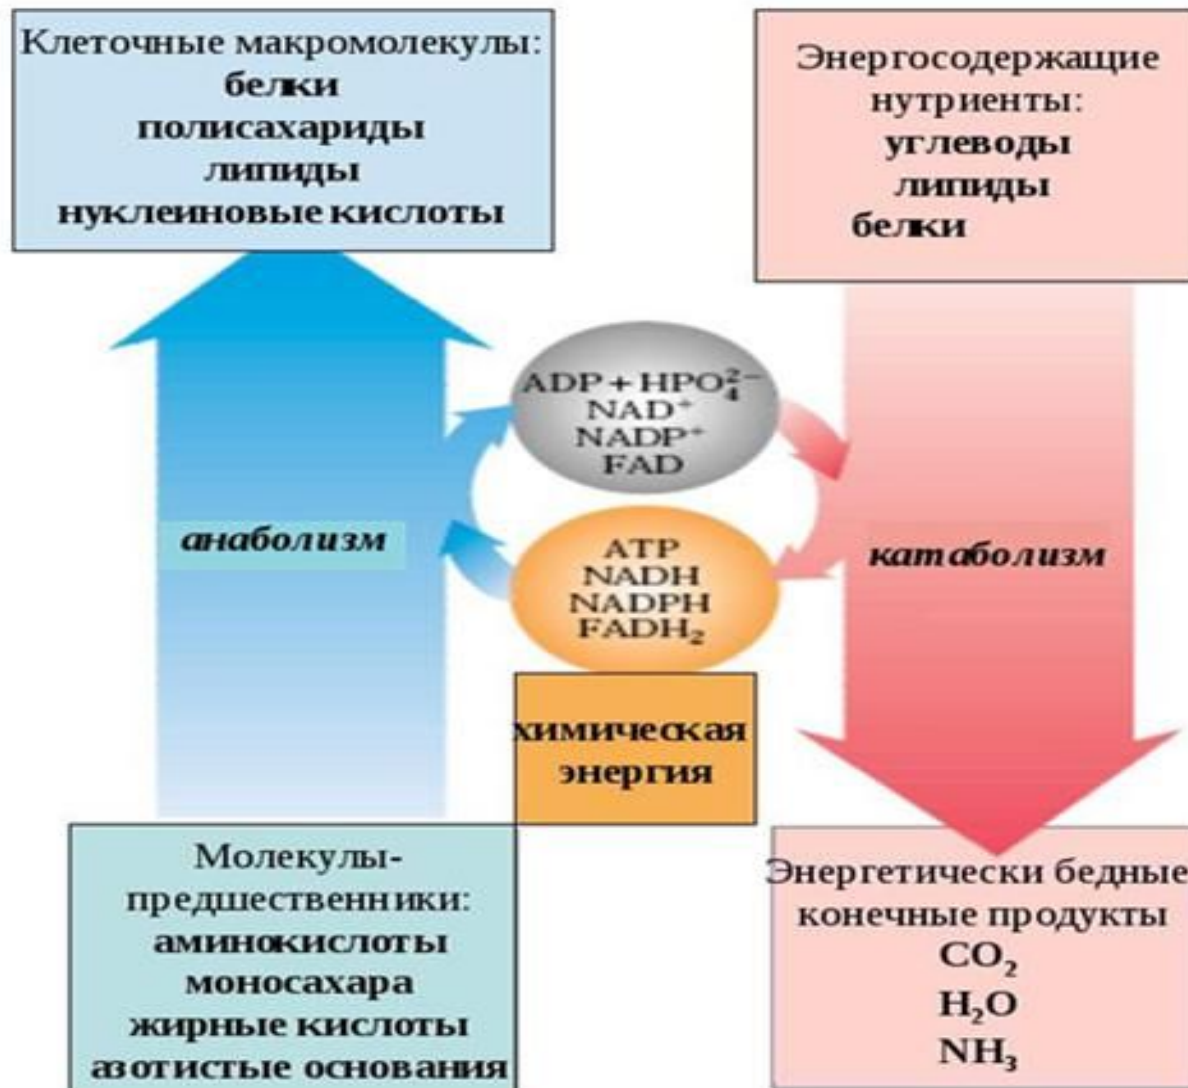 Клеточные макромолекулы:
белки
полисахариды
липиды
нуклеиновые кислоты
Энергосодержащие
нутриенты:
углеводы
липиды
белки
ADP + HPO₄²⁻
NAD⁺
NADP⁺
FAD
анаболизм
ATP
NADH
NADPH
FADH₂
катаболизм
химическая
энергия
Молекулы-
предшественники:
аминокислоты
моносахара
жирные кислоты
азотистые основания
Энергетически бедные
конечные продукты
CO₂
H₂O
NH₃